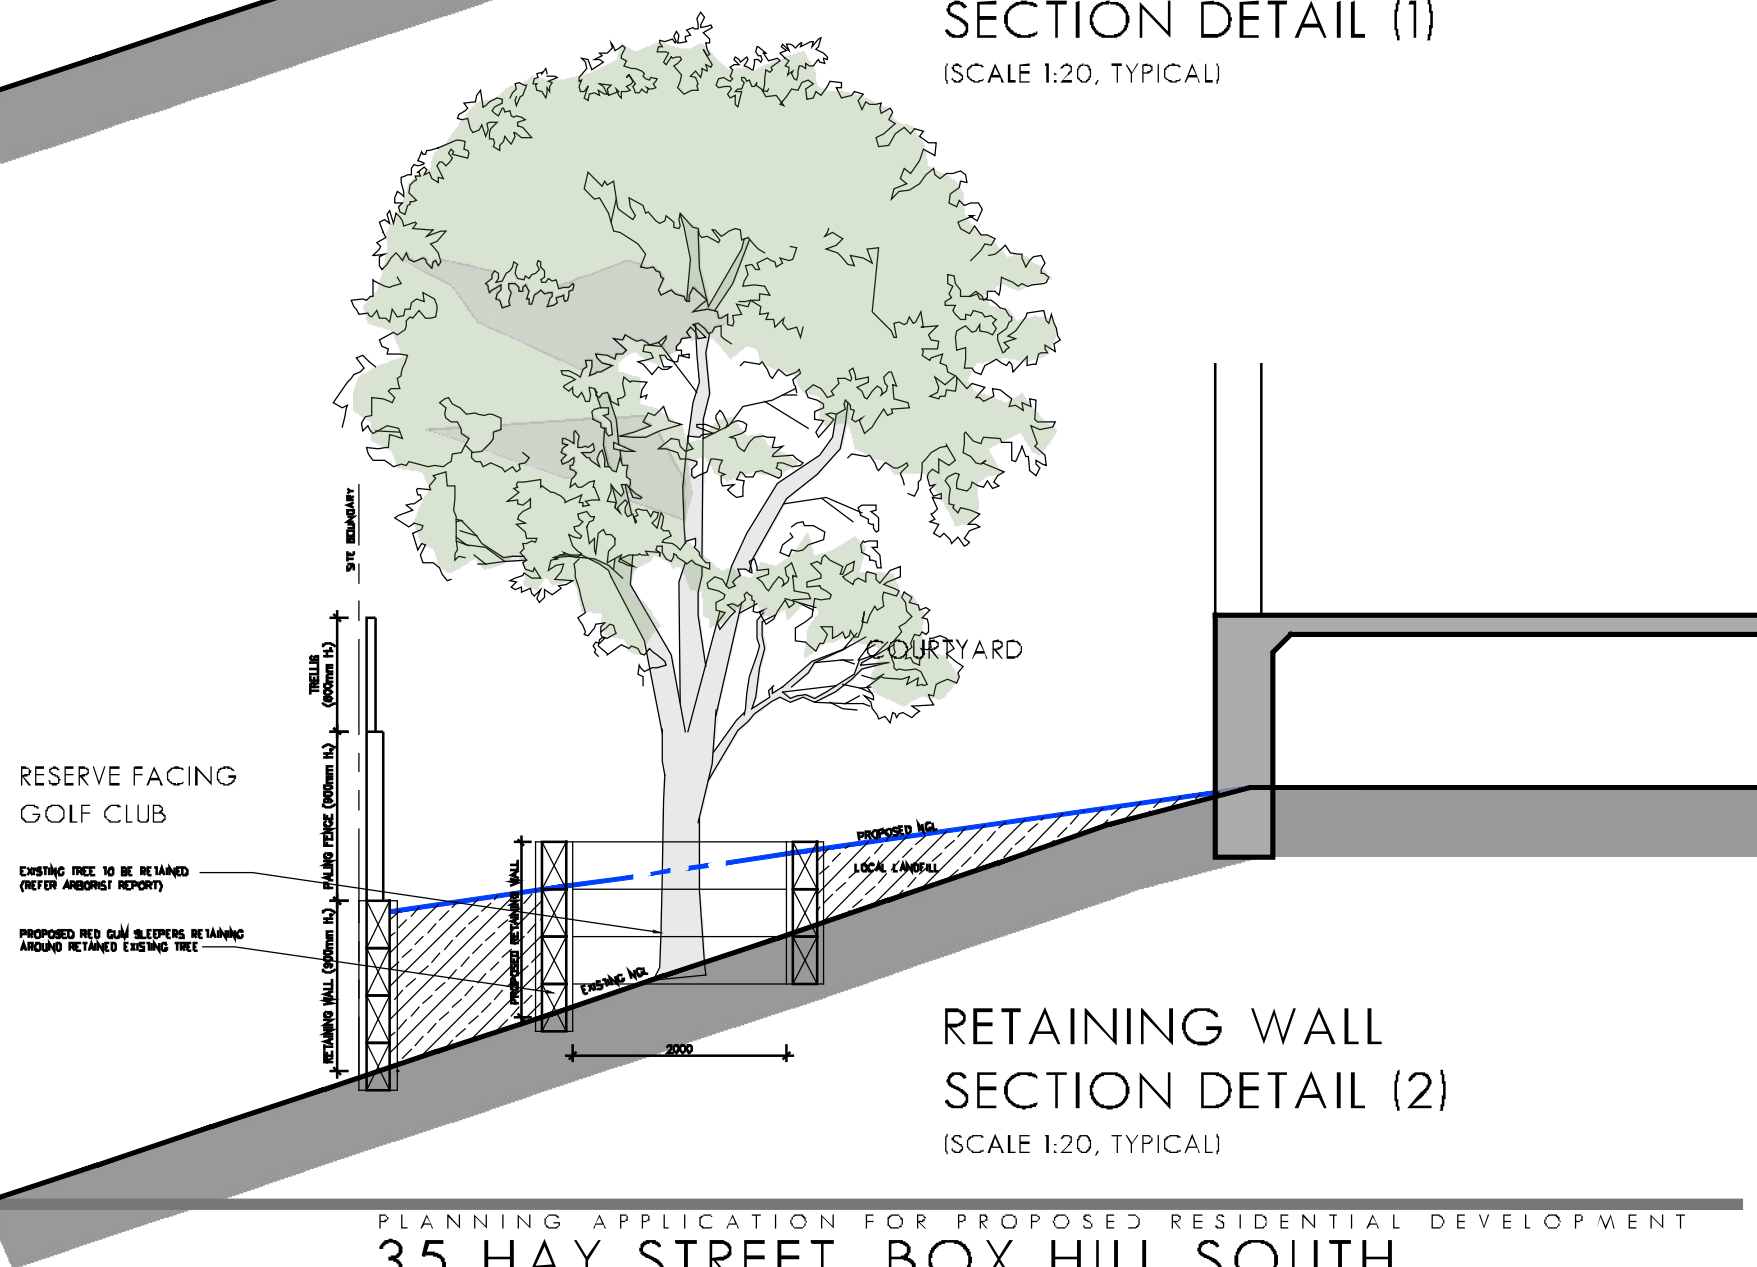 SECTION DETAIL (1)
(SCALE 1:20, TYPICAL)
SITE BOUNDARY
TRELLIS
(600mm H.)
COURTYARD
RESERVE FACING
GOLF CLUB
PALING FENCE (900mm H.)
EXISTING TREE TO BE RETAINED
(REFER ARBORIST REPORT)
PROPOSED RED GUM SLEEPERS RETAINING
AROUND RETAINED EXISTING TREE
RETAINING WALL (900mm H.)
PROPOSED RETAINING WALL
PROPOSED NGL
LOCAL LANDFILL
EXISTING NGL
2000
RETAINING WALL
SECTION DETAIL (2)
(SCALE 1:20, TYPICAL)
PLANNING APPLICATION FOR PROPOSED RESIDENTIAL DEVELOPMENT
35 HAY STREET BOX HILL SOUTH